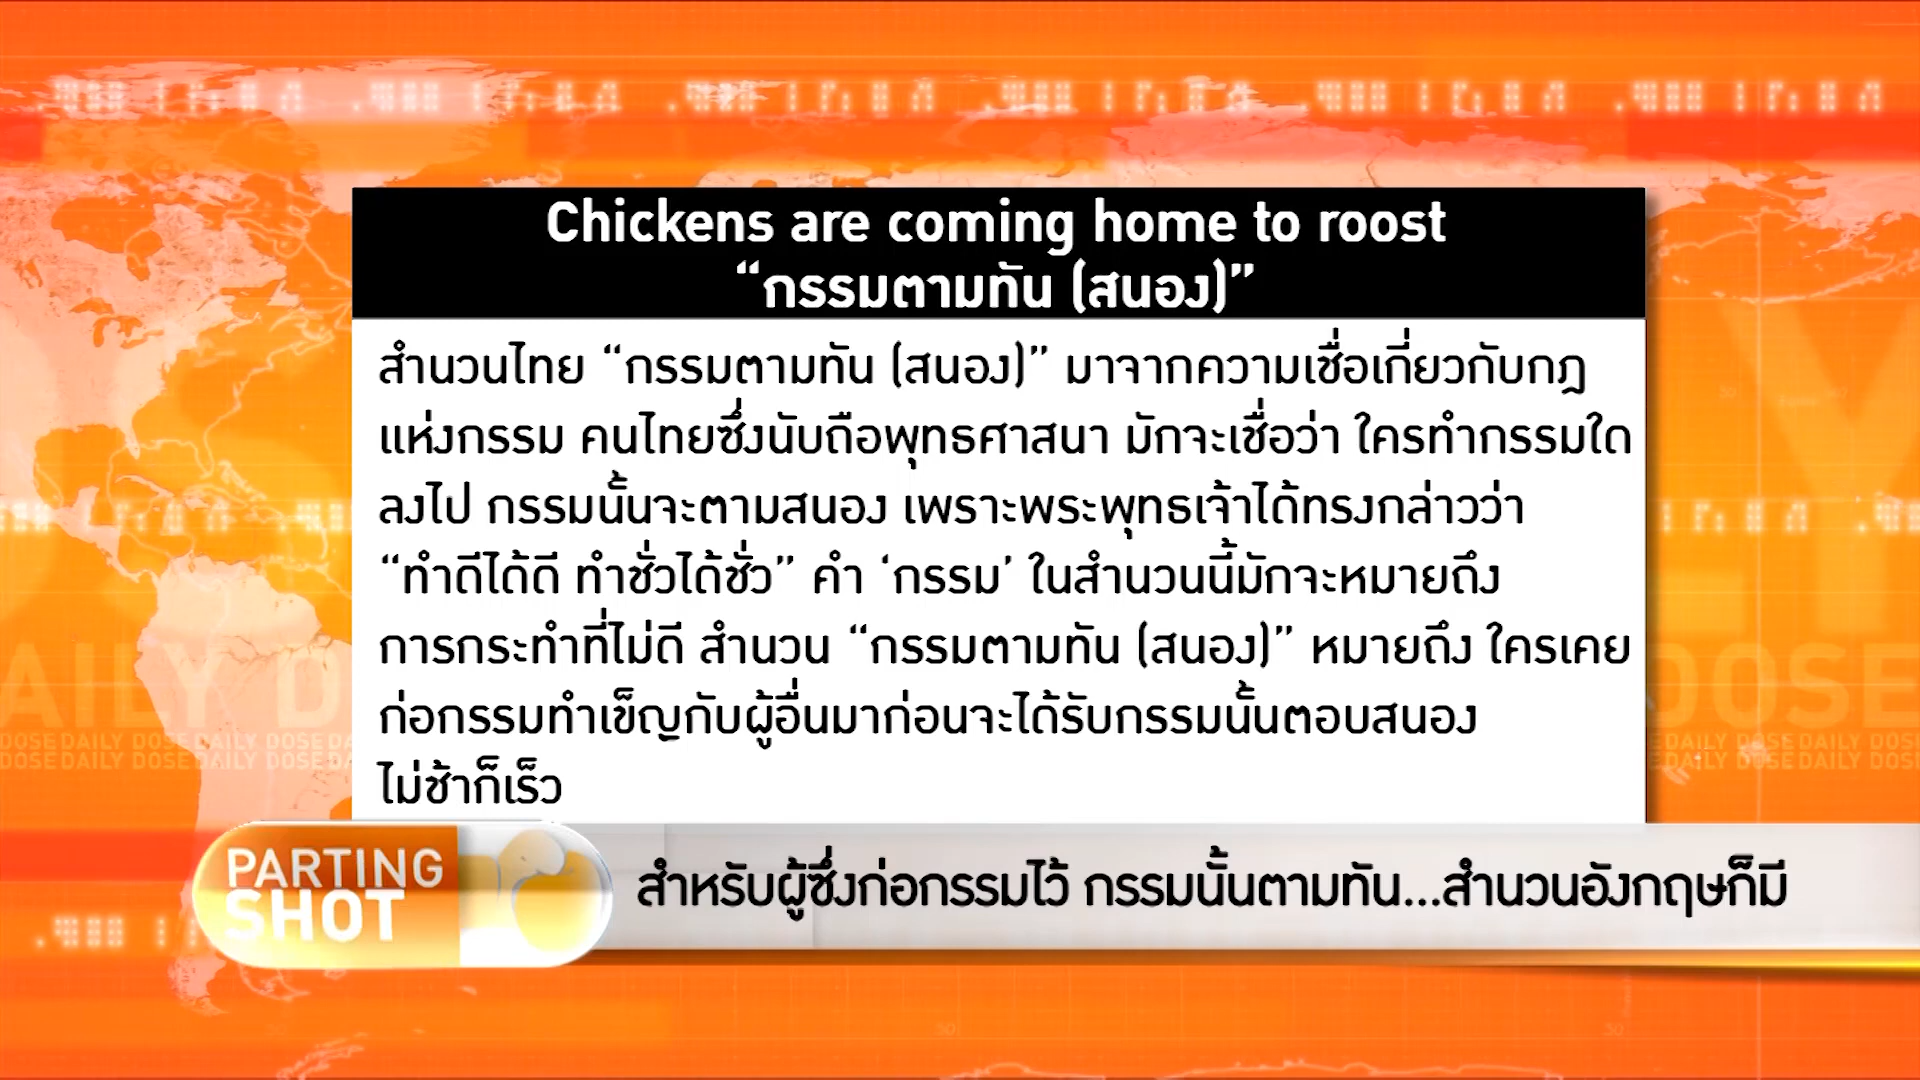 Chickens are coming home to roost
“กรรมตามทัน (สนอง)”
สำนวนไทย “กรรมตามทัน (สนอง)” มาจากความเชื่อเกี่ยวกับกฎ
แห่งกรรม คนไทยซึ่งนับถือพุทธศาสนา มักจะเชื่อว่า ใครทำกรรมใด
ลงไป กรรมนั้นจะตามสนอง เพราะพระพุทธเจ้าได้ทรงกล่าวว่า
“ทำดีได้ดี ทำชั่วได้ชั่ว” คำ ‘กรรม’ ในสำนวนนี้มักจะหมายถึง
การกระทำที่ไม่ดี สำนวน “กรรมตามทัน (สนอง)” หมายถึง ใครเคย
ก่อกรรมทำเข็ญกับผู้อื่นมาก่อนจะได้รับกรรมนั้นตอบสนอง
ไม่ช้าก็เร็ว
PARTING
SHOT
สำหรับผู้ซึ่งก่อกรรมไว้ กรรมนั้นตามทัน...สำนวนอังกฤษก็มี